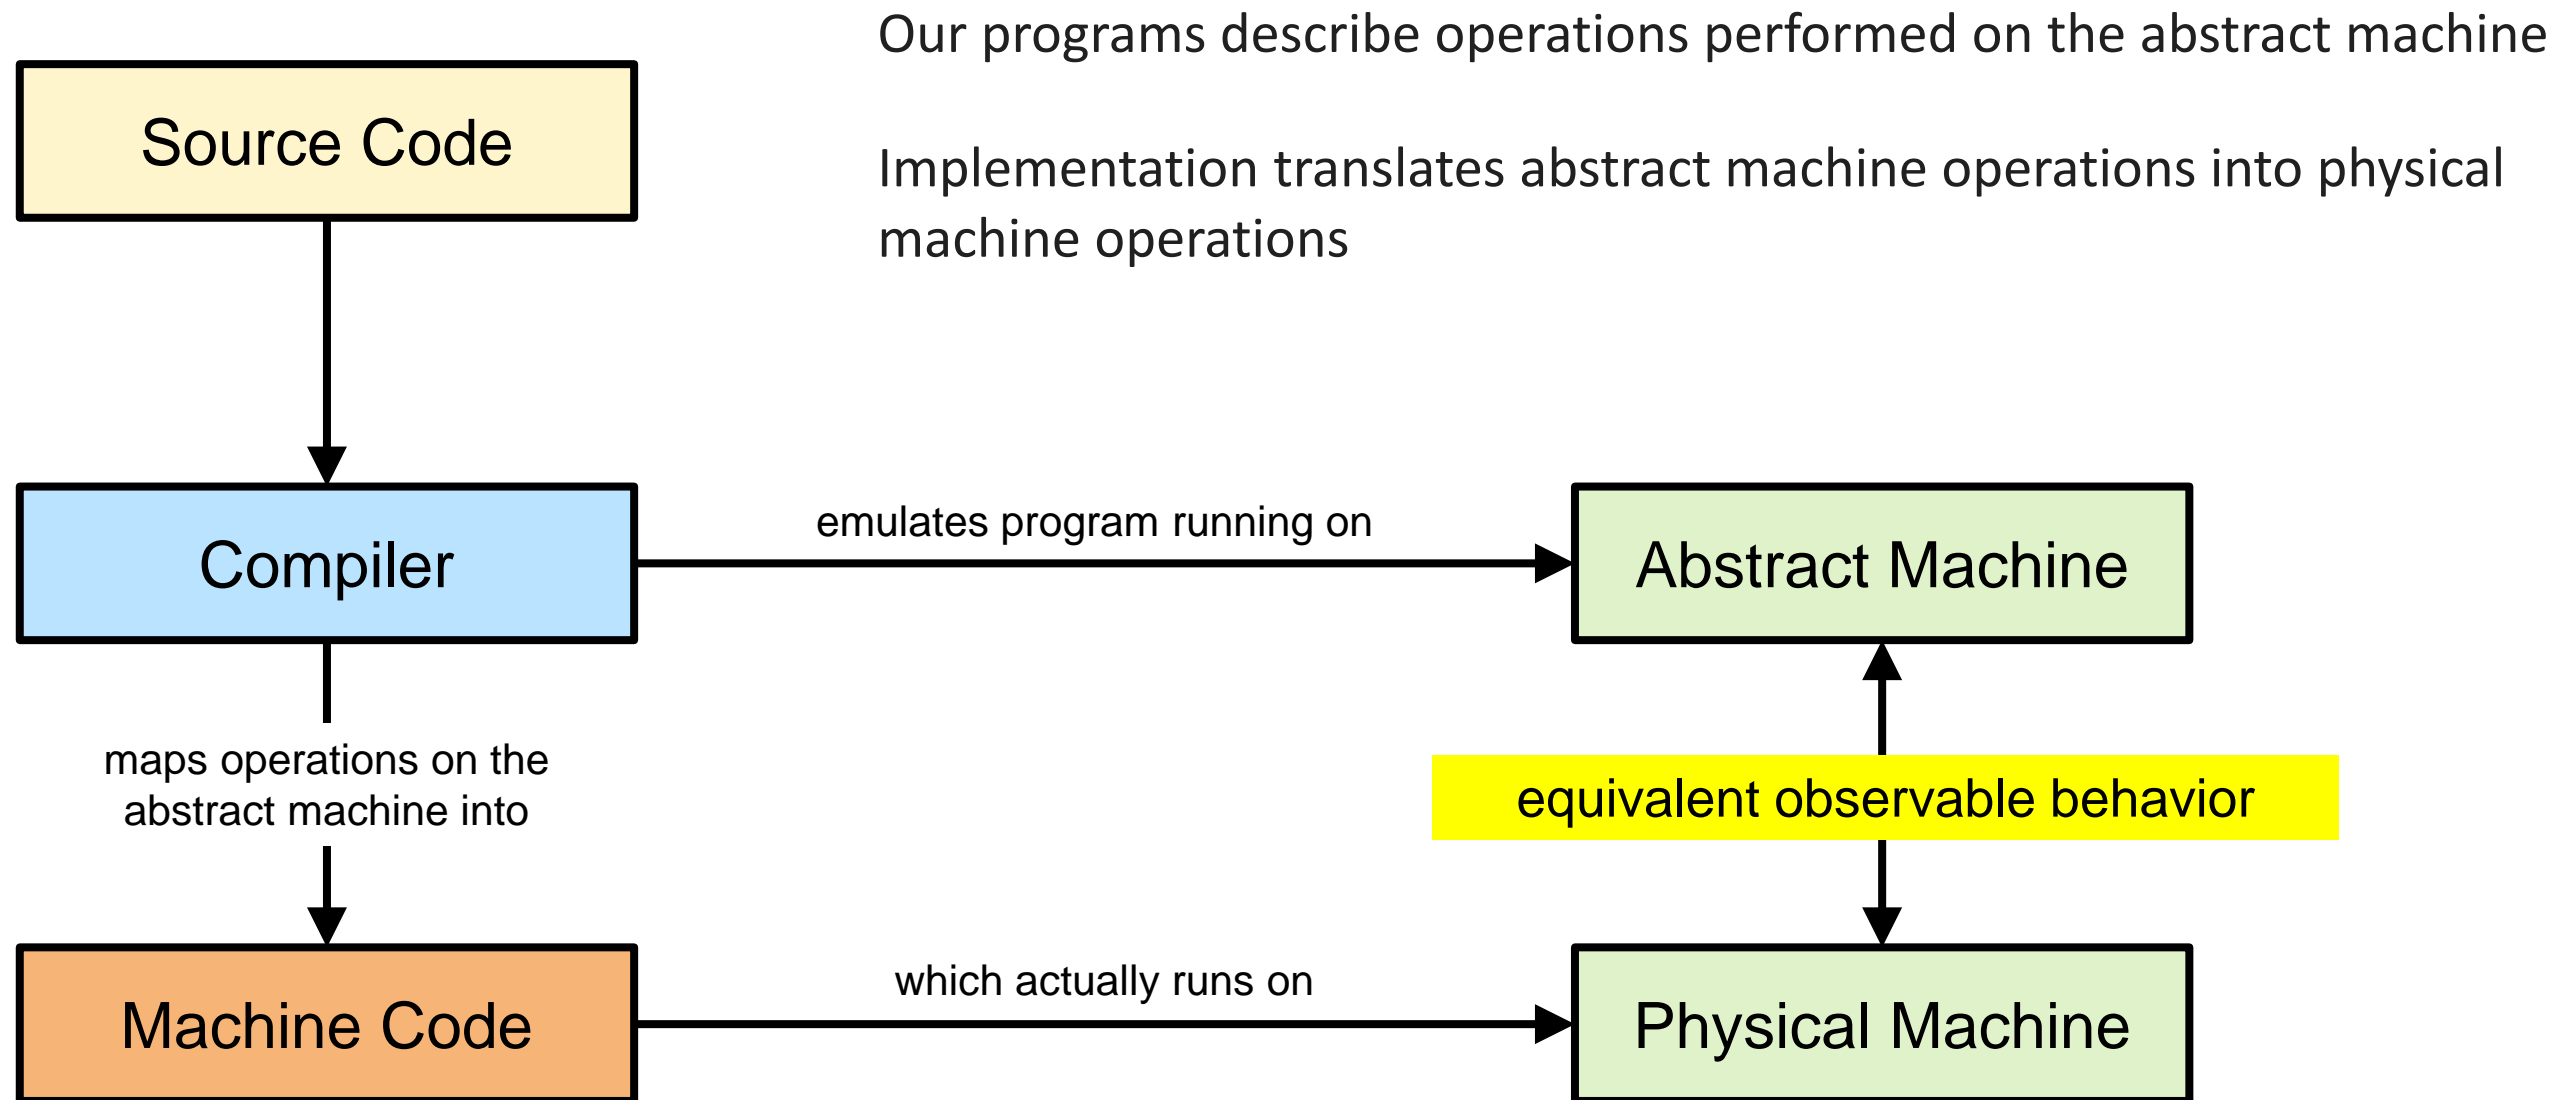 Our programs describe operations performed on the abstract machine
Source Code
Implementation translates abstract machine operations into physical
machine operations
emulates program running on
Compiler
Abstract Machine
maps operations on the
abstract machine into
equivalent observable behavior
which actually runs on
Machine Code
Physical Machine